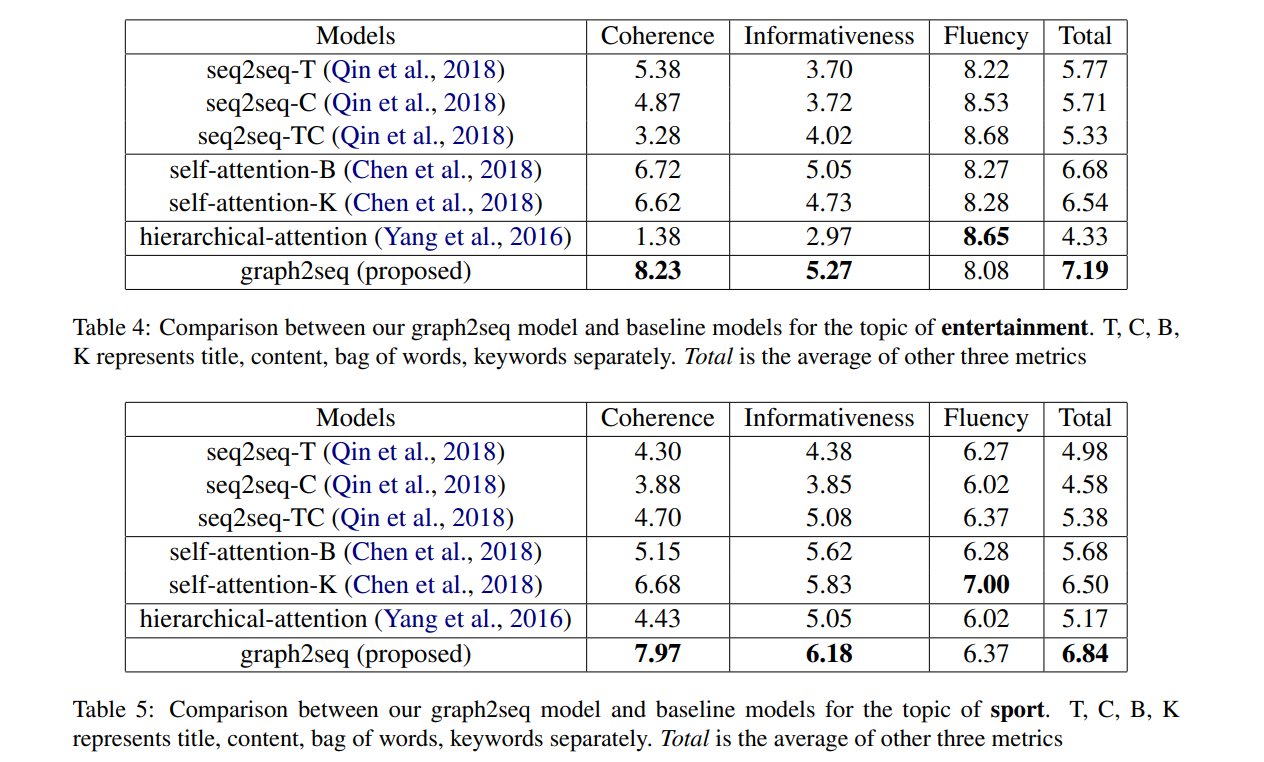 Models Coherence Informativeness Fluency Total
seq2seq-T (Qin et al., 2018) 5.38 3.70 8.22 5.77
seq2seq-C (Qin et al., 2018) 4.87 3.72 8.53 5.71
seq2seq-TC (Qin et al., 2018) 3.28 4.02 8.68 5.33
self-attention-B (Chen et al., 2018) 6.72 5.05 8.27 6.68
self-attention-K (Chen et al., 2018) 6.62 4.73 8.28 6.54
hierarchical-attention (Yang et al., 2016) 1.38 2.97 8.65 4.33
graph2seq (proposed) 8.23 5.27 8.08 7.19
Table 4: Comparison between our graph2seq model and baseline models for the topic of entertainment. T, C, B,
K represents title, content, bag of words, keywords separately. Total is the average of other three metrics
Models Coherence Informativeness Fluency Total
seq2seq-T (Qin et al., 2018) 4.30 4.38 6.27 4.98
seq2seq-C (Qin et al., 2018) 3.88 3.85 6.02 4.58
seq2seq-TC (Qin et al., 2018) 4.70 5.08 6.37 5.38
self-attention-B (Chen et al., 2018) 5.15 5.62 6.28 5.68
self-attention-K (Chen et al., 2018) 6.68 5.83 7.00 6.50
hierarchical-attention (Yang et al., 2016) 4.43 5.05 6.02 5.17
graph2seq (proposed) 7.97 6.18 6.37 6.84
Table 5: Comparison between our graph2seq model and baseline models for the topic of sport. T, C, B, K
represents title, content, bag of words, keywords separately. Total is the average of other three metrics